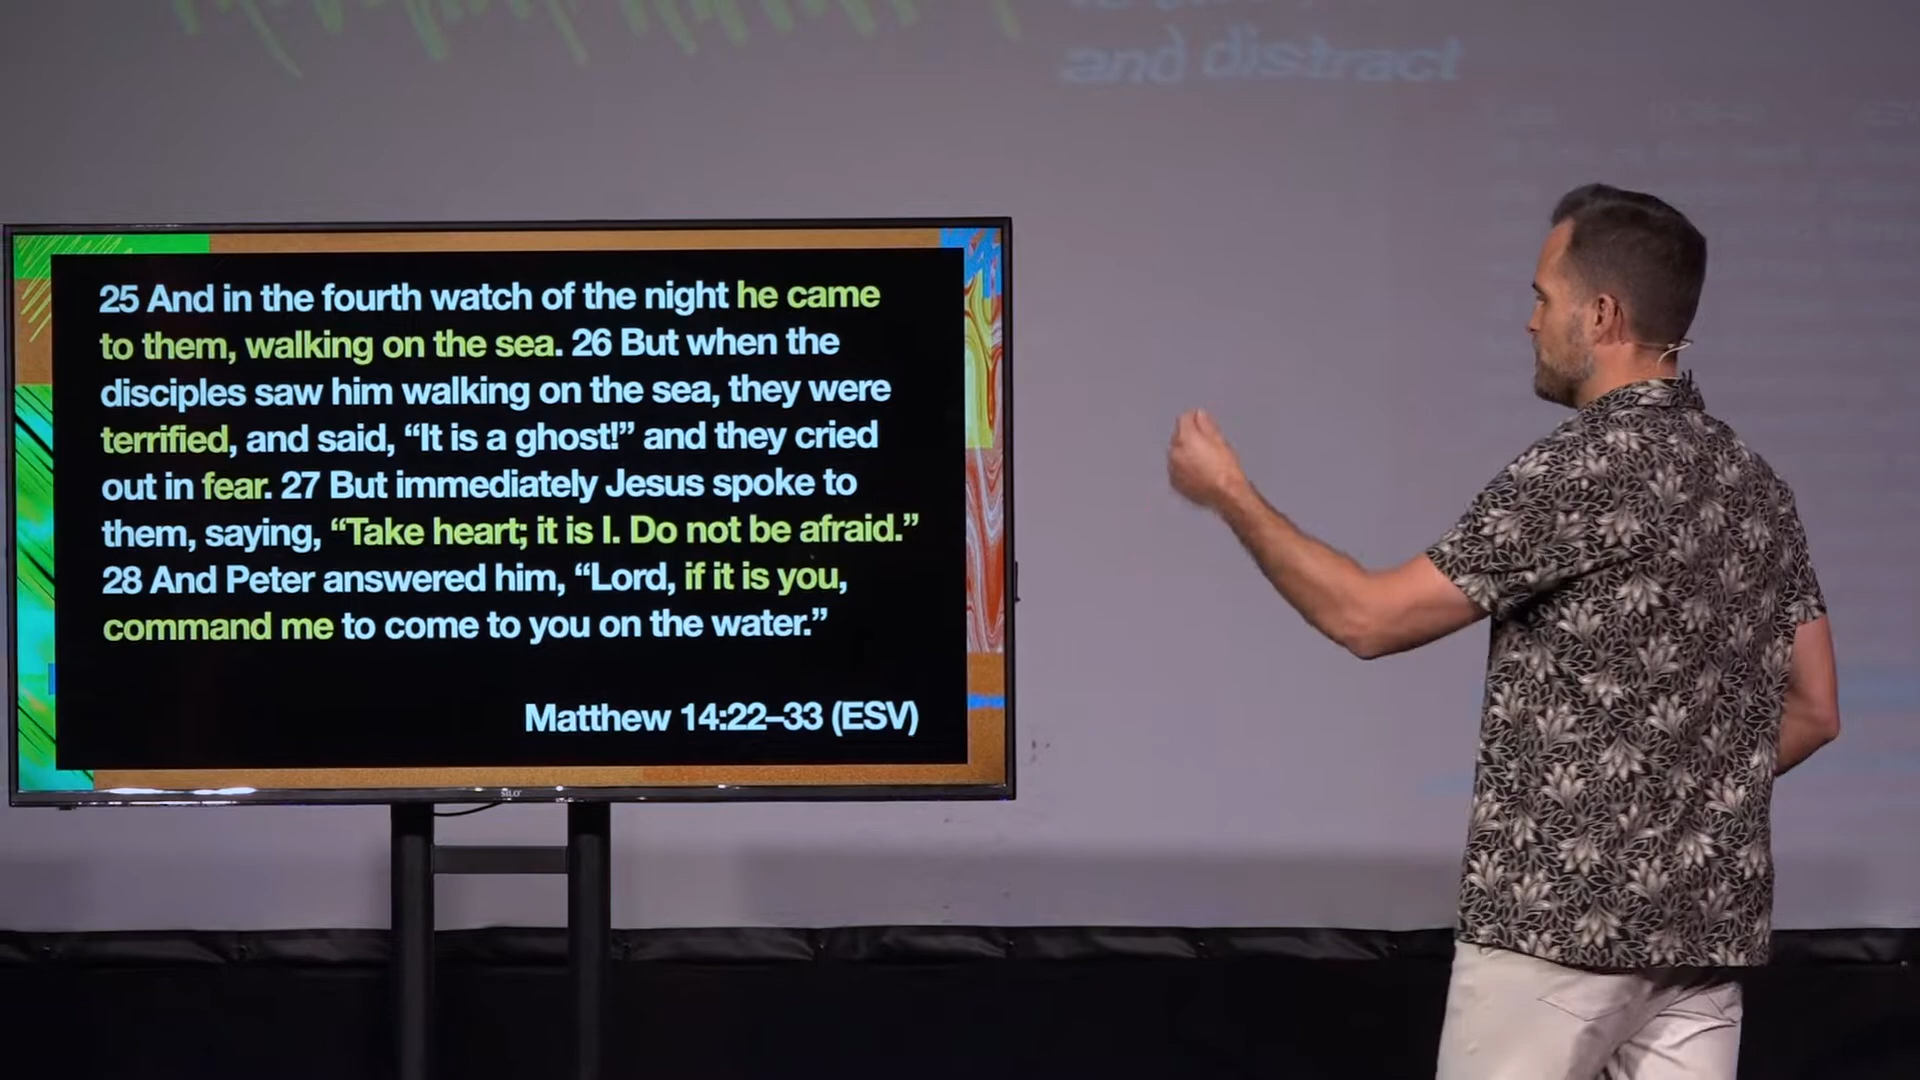 and distract
25 And in the fourth watch of the night he came
to them, walking on the sea. 26 But when the
disciples saw him walking on the sea, they were
terrified, and said, “It is a ghost!” and they cried
out in fear. 27 But immediately Jesus spoke to
them, saying, “Take heart; it is I. Do not be afraid.”
28 And Peter answered him, “Lord, if it is you,
command me to come to you on the water.”
Matthew 14:22–33 (ESV)